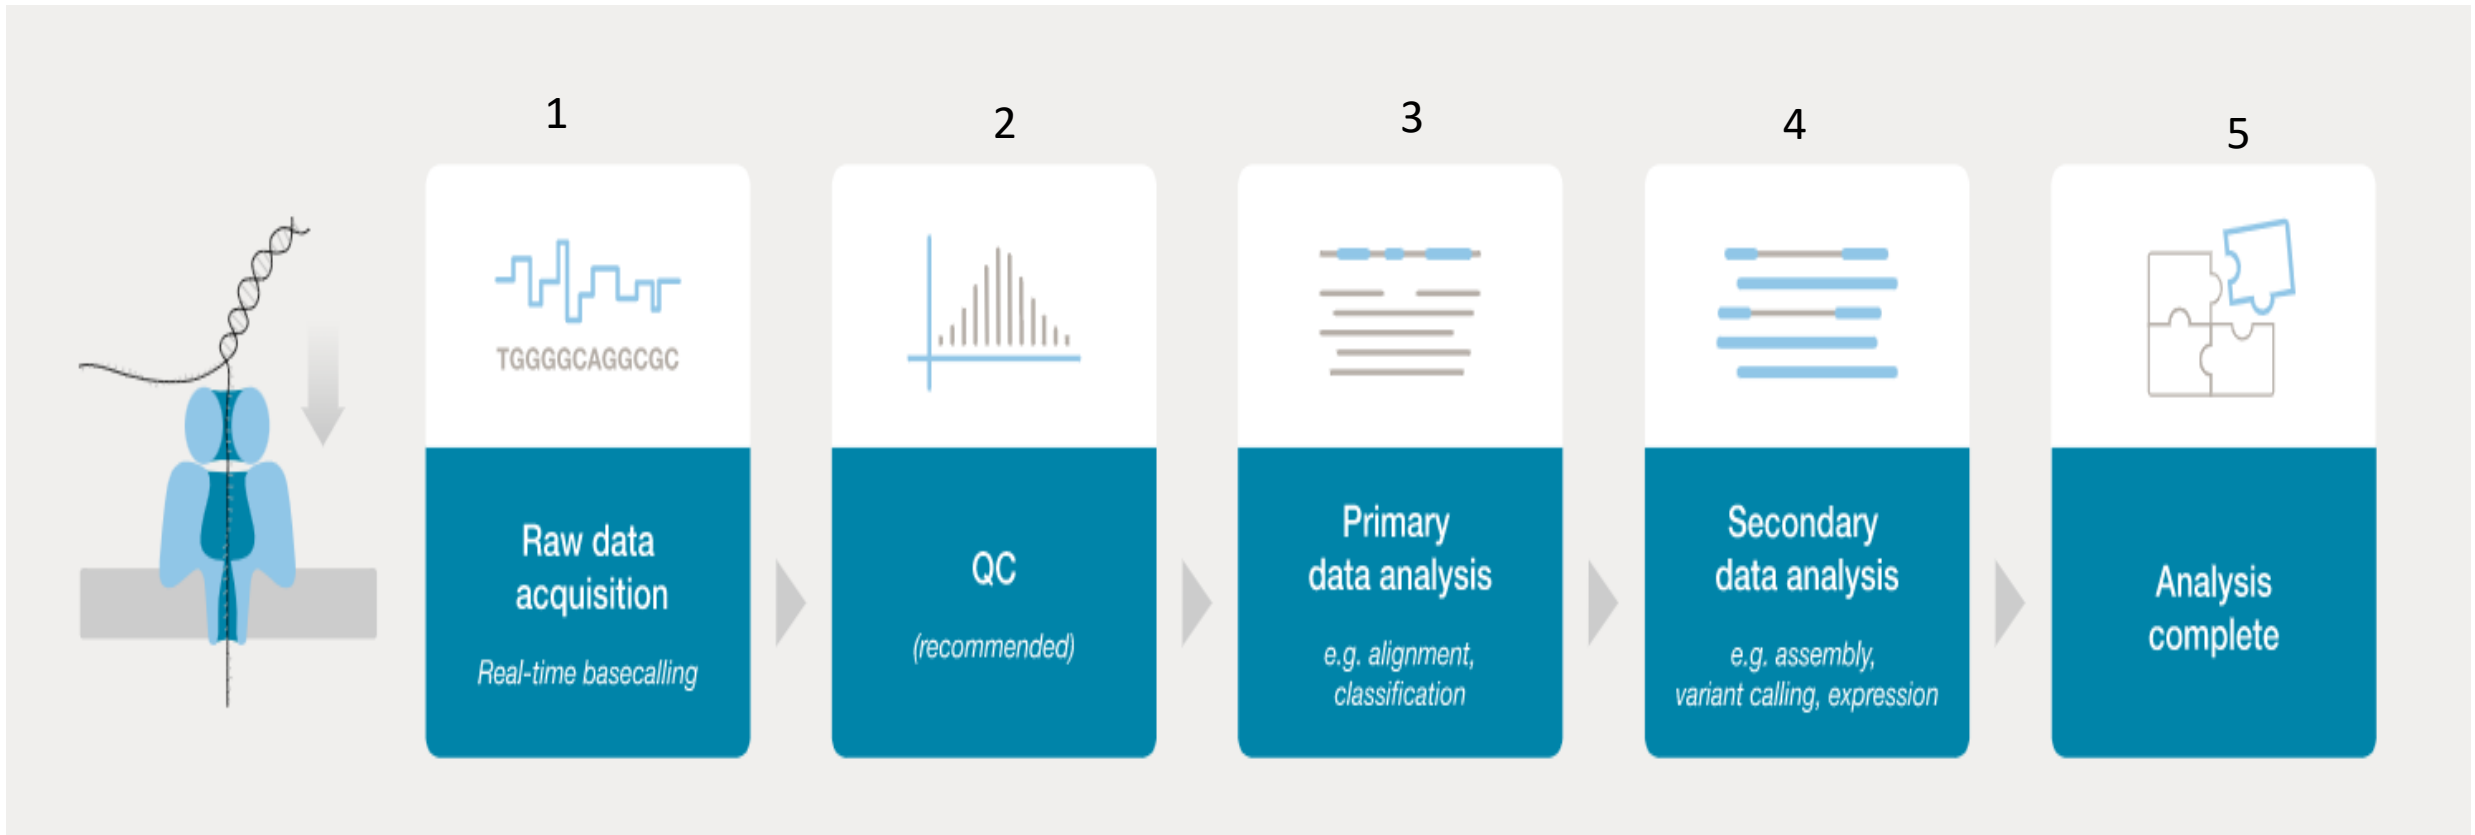 1
2
3
4
5
TGGGGCAGGCGC
Raw data
acquisition
Real-time basecalling
QC
(recommended)
Primary
data analysis
e.g. alignment,
classification
Secondary
data analysis
e.g. assembly,
variant calling, expression
Analysis
complete